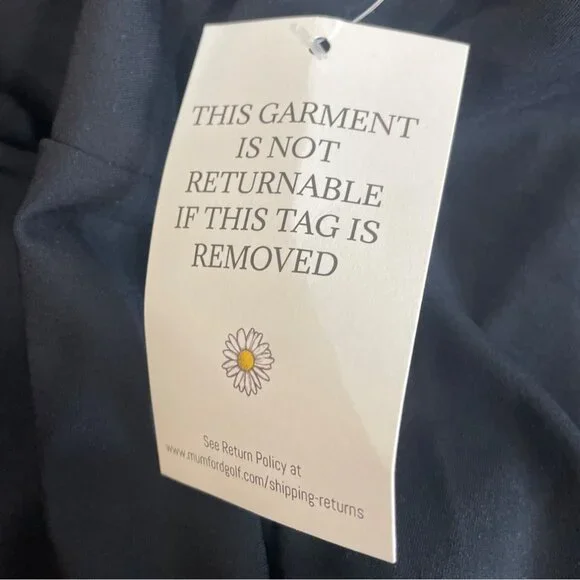 THIS GARMENT
IS NOT
RETURNABLE
IF THIS TAG IS
REMOVED
See Return Policy at
www.mumfordgolf.com/shipping-returns